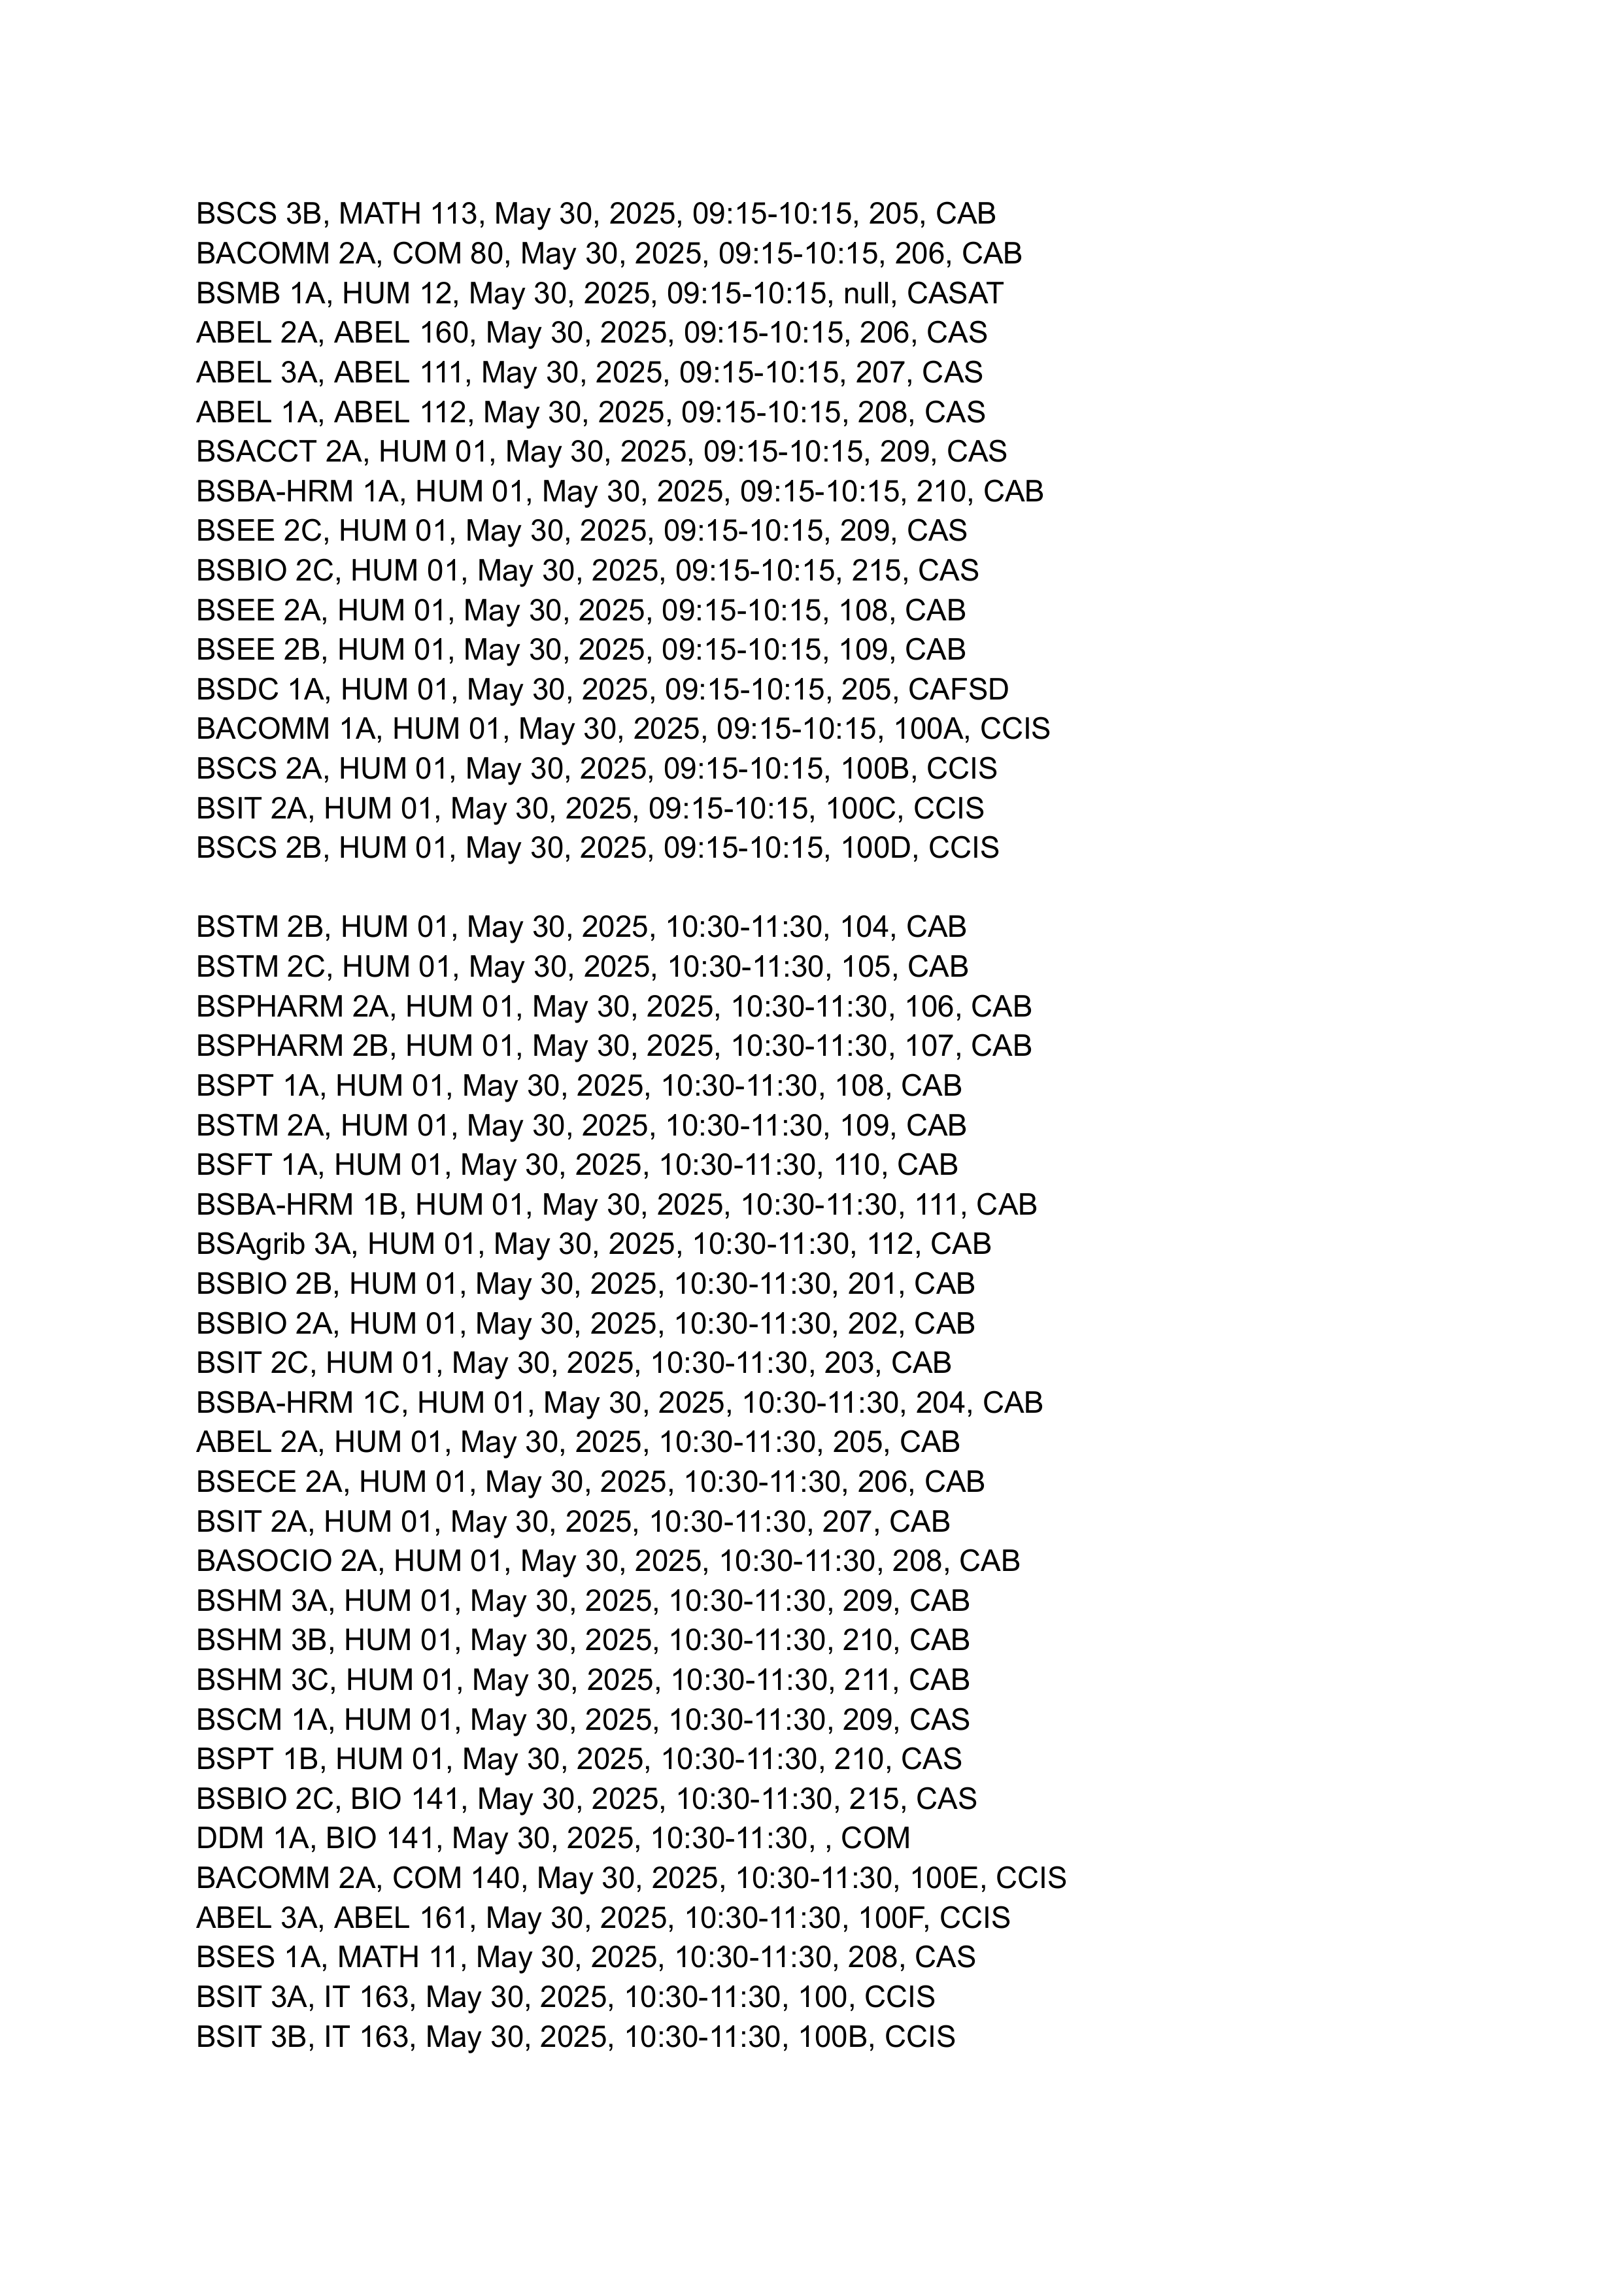 BSCS 3B, MATH 113, May 30, 2025, 09:15-10:15, 205, CAB
BACOMM 2A, COM 80, May 30, 2025, 09:15-10:15, 206, CAB
BSMB 1A, HUM 12, May 30, 2025, 09:15-10:15, null, CASAT
ABEL 2A, ABEL 160, May 30, 2025, 09:15-10:15, 206, CAS
ABEL 3A, ABEL 111, May 30, 2025, 09:15-10:15, 207, CAS
ABEL 1A, ABEL 112, May 30, 2025, 09:15-10:15, 208, CAS
BSACCT 2A, HUM 01, May 30, 2025, 09:15-10:15, 209, CAS
BSBA-HRM 1A, HUM 01, May 30, 2025, 09:15-10:15, 210, CAB
BSEE 2C, HUM 01, May 30, 2025, 09:15-10:15, 209, CAS
BSBIO 2C, HUM 01, May 30, 2025, 09:15-10:15, 215, CAS
BSEE 2A, HUM 01, May 30, 2025, 09:15-10:15, 108, CAB
BSEE 2B, HUM 01, May 30, 2025, 09:15-10:15, 109, CAB
BSDC 1A, HUM 01, May 30, 2025, 09:15-10:15, 205, CAFSD
BACOMM 1A, HUM 01, May 30, 2025, 09:15-10:15, 100A, CCIS
BSCS 2A, HUM 01, May 30, 2025, 09:15-10:15, 100B, CCIS
BSIT 2A, HUM 01, May 30, 2025, 09:15-10:15, 100C, CCIS
BSCS 2B, HUM 01, May 30, 2025, 09:15-10:15, 100D, CCIS
BSTM 2B, HUM 01, May 30, 2025, 10:30-11:30, 104, CAB
BSTM 2C, HUM 01, May 30, 2025, 10:30-11:30, 105, CAB
BSPHARM 2A, HUM 01, May 30, 2025, 10:30-11:30, 106, CAB
BSPHARM 2B, HUM 01, May 30, 2025, 10:30-11:30, 107, CAB
BSPT 1A, HUM 01, May 30, 2025, 10:30-11:30, 108, CAB
BSTM 2A, HUM 01, May 30, 2025, 10:30-11:30, 109, CAB
BSFT 1A, HUM 01, May 30, 2025, 10:30-11:30, 110, CAB
BSBA-HRM 1B, HUM 01, May 30, 2025, 10:30-11:30, 111, CAB
BSAgrib 3A, HUM 01, May 30, 2025, 10:30-11:30, 112, CAB
BSBIO 2B, HUM 01, May 30, 2025, 10:30-11:30, 201, CAB
BSBIO 2A, HUM 01, May 30, 2025, 10:30-11:30, 202, CAB
BSIT 2C, HUM 01, May 30, 2025, 10:30-11:30, 203, CAB
BSBA-HRM 1C, HUM 01, May 30, 2025, 10:30-11:30, 204, CAB
ABEL 2A, HUM 01, May 30, 2025, 10:30-11:30, 205, CAB
BSECE 2A, HUM 01, May 30, 2025, 10:30-11:30, 206, CAB
BSIT 2A, HUM 01, May 30, 2025, 10:30-11:30, 207, CAB
BASOCIO 2A, HUM 01, May 30, 2025, 10:30-11:30, 208, CAB
BSHM 3A, HUM 01, May 30, 2025, 10:30-11:30, 209, CAB
BSHM 3B, HUM 01, May 30, 2025, 10:30-11:30, 210, CAB
BSHM 3C, HUM 01, May 30, 2025, 10:30-11:30, 211, CAB
BSCM 1A, HUM 01, May 30, 2025, 10:30-11:30, 209, CAS
BSPT 1B, HUM 01, May 30, 2025, 10:30-11:30, 210, CAS
BSBIO 2C, BIO 141, May 30, 2025, 10:30-11:30, 215, CAS
DDM 1A, BIO 141, May 30, 2025, 10:30-11:30, , COM
BACOMM 2A, COM 140, May 30, 2025, 10:30-11:30, 100E, CCIS
ABEL 3A, ABEL 161, May 30, 2025, 10:30-11:30, 100F, CCIS
BSES 1A, MATH 11, May 30, 2025, 10:30-11:30, 208, CAS
BSIT 3A, IT 163, May 30, 2025, 10:30-11:30, 100, CCIS
BSIT 3B, IT 163, May 30, 2025, 10:30-11:30, 100B, CCIS